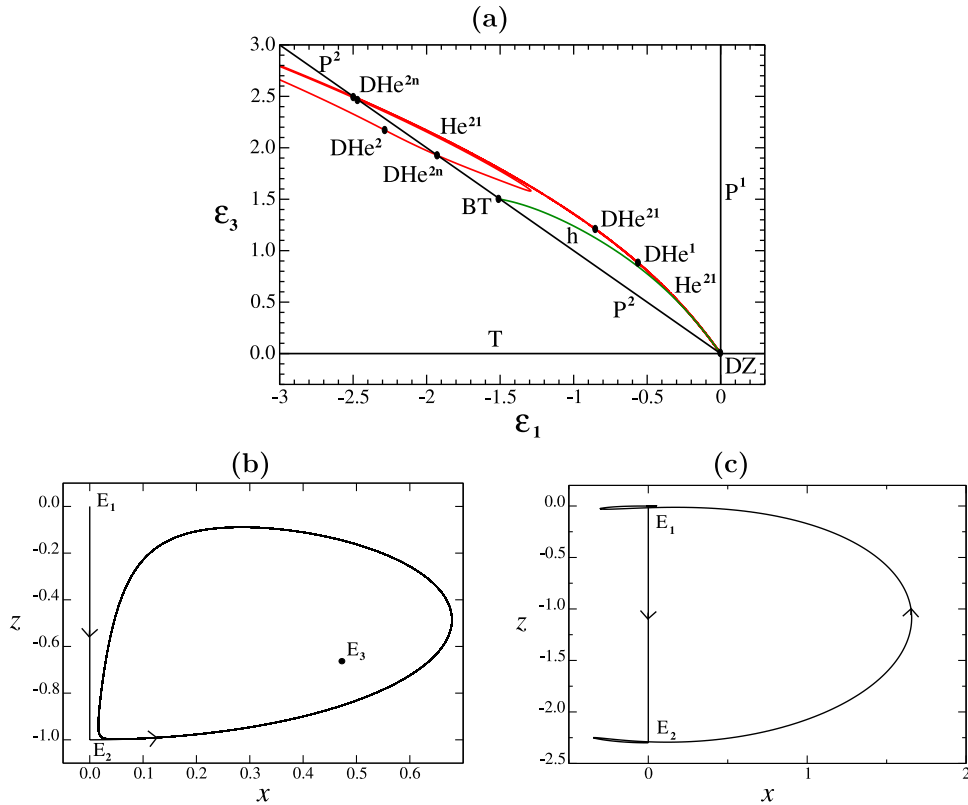 (a)
3.0
2.5
2.0
1.5
1.0
0.5
0.0
ε₃
P²
DHe²ⁿ
He²¹
DHe²
DHe²ⁿ
BT
DHe²¹
h
DHe¹
He²¹
P²
P¹
T
DZ
-3
-2.5
-2
-1.5
-1
-0.5
0
ε₁
(b)
0.0
-0.2
-0.4
-0.6
-0.8
-1.0
z
E₁
E₃
E₂
0.0
0.1
0.2
0.3
0.4
0.5
0.6
x
(c)
0.0
-0.5
-1.0
-1.5
-2.0
-2.5
z
E₁
E₂
0
1
2
x